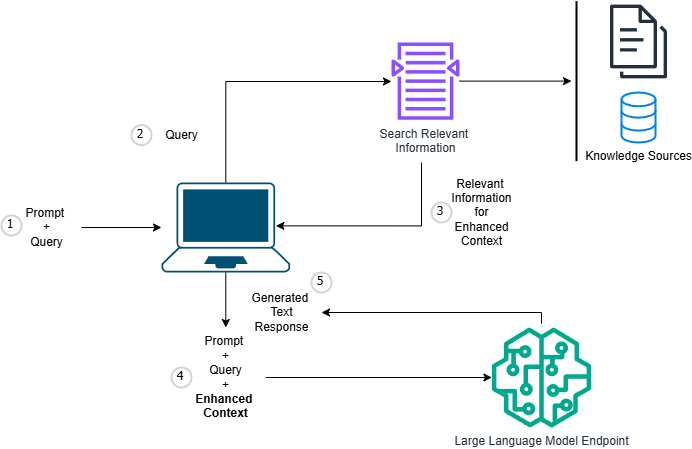 1
Prompt
+
Query
2
Query
Search Relevant
Information
Knowledge Sources
3
Relevant
Information
for
Enhanced
Context
4
Prompt
+
Query
+
Enhanced
Context
5
Generated
Text
Response
Large Language Model Endpoint